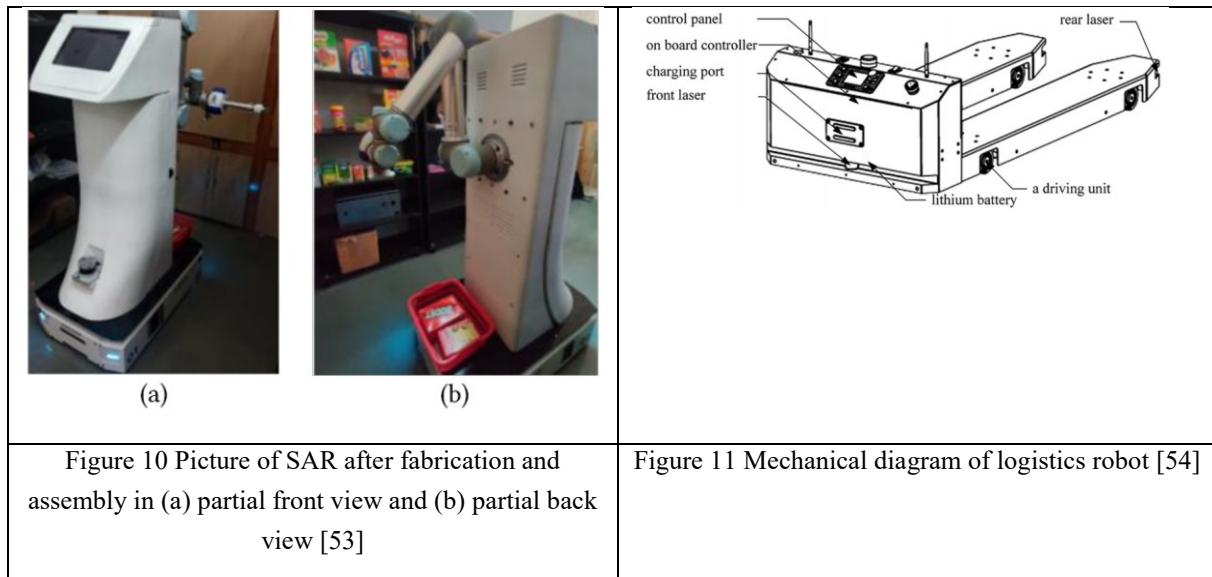 control panel
on board controller
charging port
front laser
rear laser
a driving unit
lithium battery
(a)
(b)
Figure 10 Picture of SAR after fabrication and
assembly in (a) partial front view and (b) partial back
view [53]
Figure 11 Mechanical diagram of logistics robot [54]